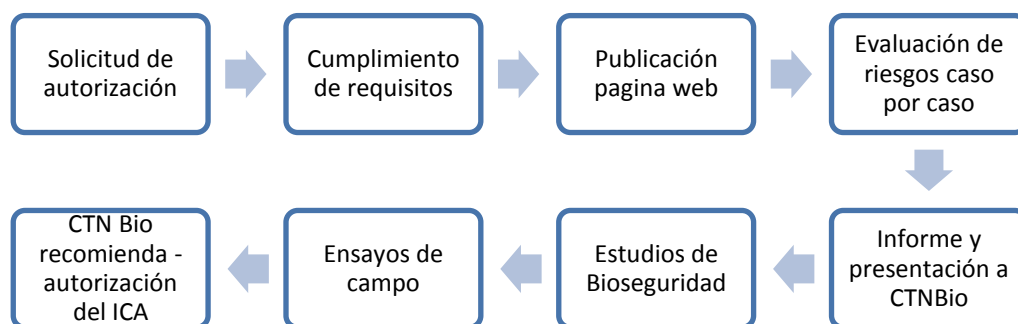 Solicitud de
autorización
Cumplimiento
de requisitos
Publicación
pagina web
Evaluación de
riesgos caso
por caso
Informe y
presentación a
CTNBio
Estudios de
Bioseguridad
Ensayos de
campo
CTN Bio
recomienda -
autorización
del ICA